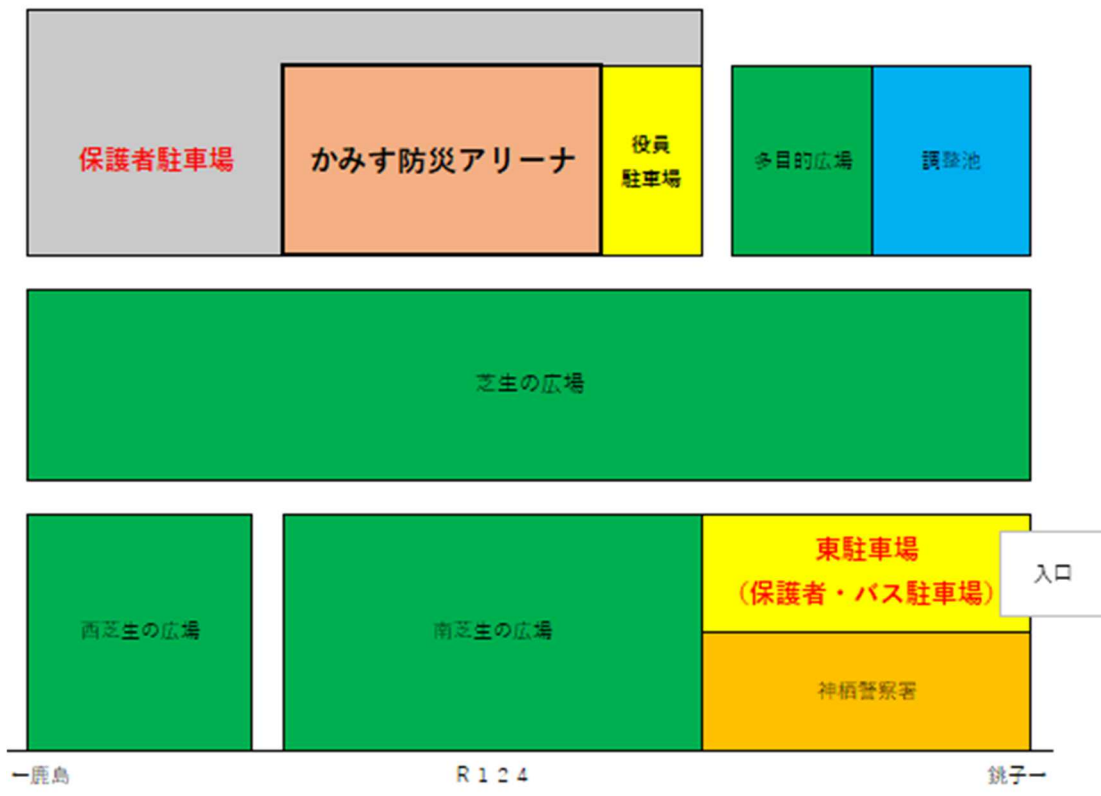 保護者駐車場
かみす防災アリーナ
役員
駐車場
多目的広場
調整池
芝生の広場
西芝生の広場
南芝生の広場
東駐車場
（保護者・バス駐車場）
入口
神栖警察署
←鹿島
Ｒ１２４
銚子→